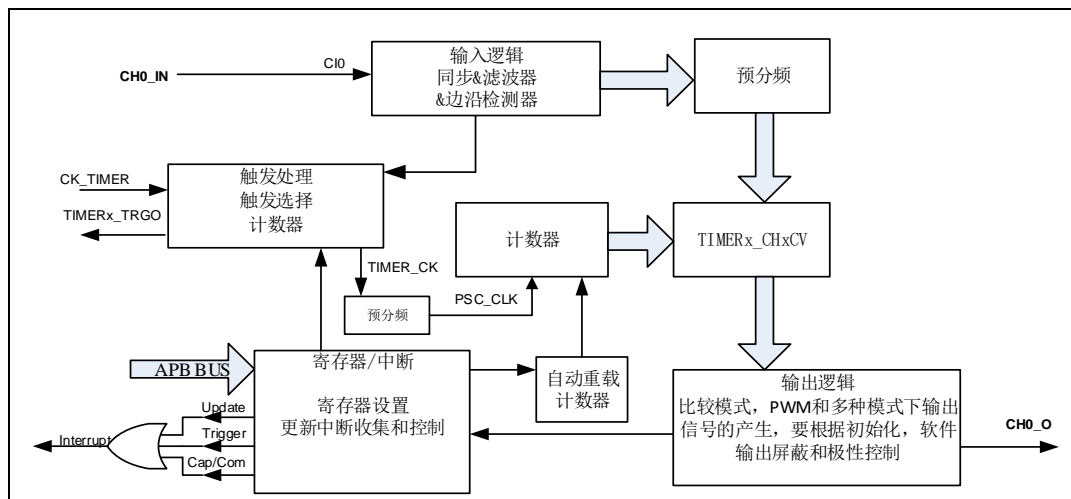 CH0_IN
CI0
输入逻辑
同步&滤波器
&边沿检测器
预分频
CK_TIMER
TIMERx_TRGO
触发处理
触发选择
计数器
TIMER_CK
预分频
PSC_CLK
计数器
TIMERx_CHxCV
APB BUS
寄存器/中断
寄存器设置
更新中断收集和控制
自动重载
计数器
输出逻辑
比较模式，PWM和多种模式下输出
信号的产生，要根据初始化，软件
输出屏蔽和极性控制
CH0_O
Update
Trigger
Cap/Com
Interrupt